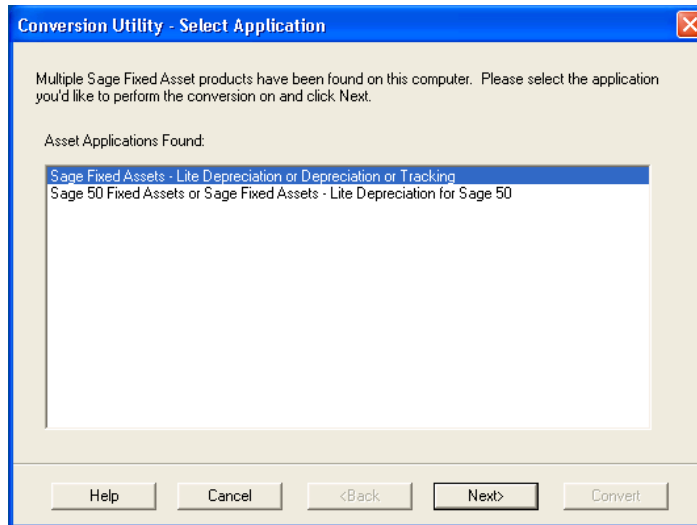 Conversion Utility - Select Application
Multiple Sage Fixed Asset products have been found on this computer. Please select the application
you'd like to perform the conversion on and click Next.
Asset Applications Found:
Sage Fixed Assets - Lite Depreciation or Depreciation or Tracking
Sage 50 Fixed Assets or Sage Fixed Assets - Lite Depreciation for Sage 50
Help Cancel <Back Next> Convert